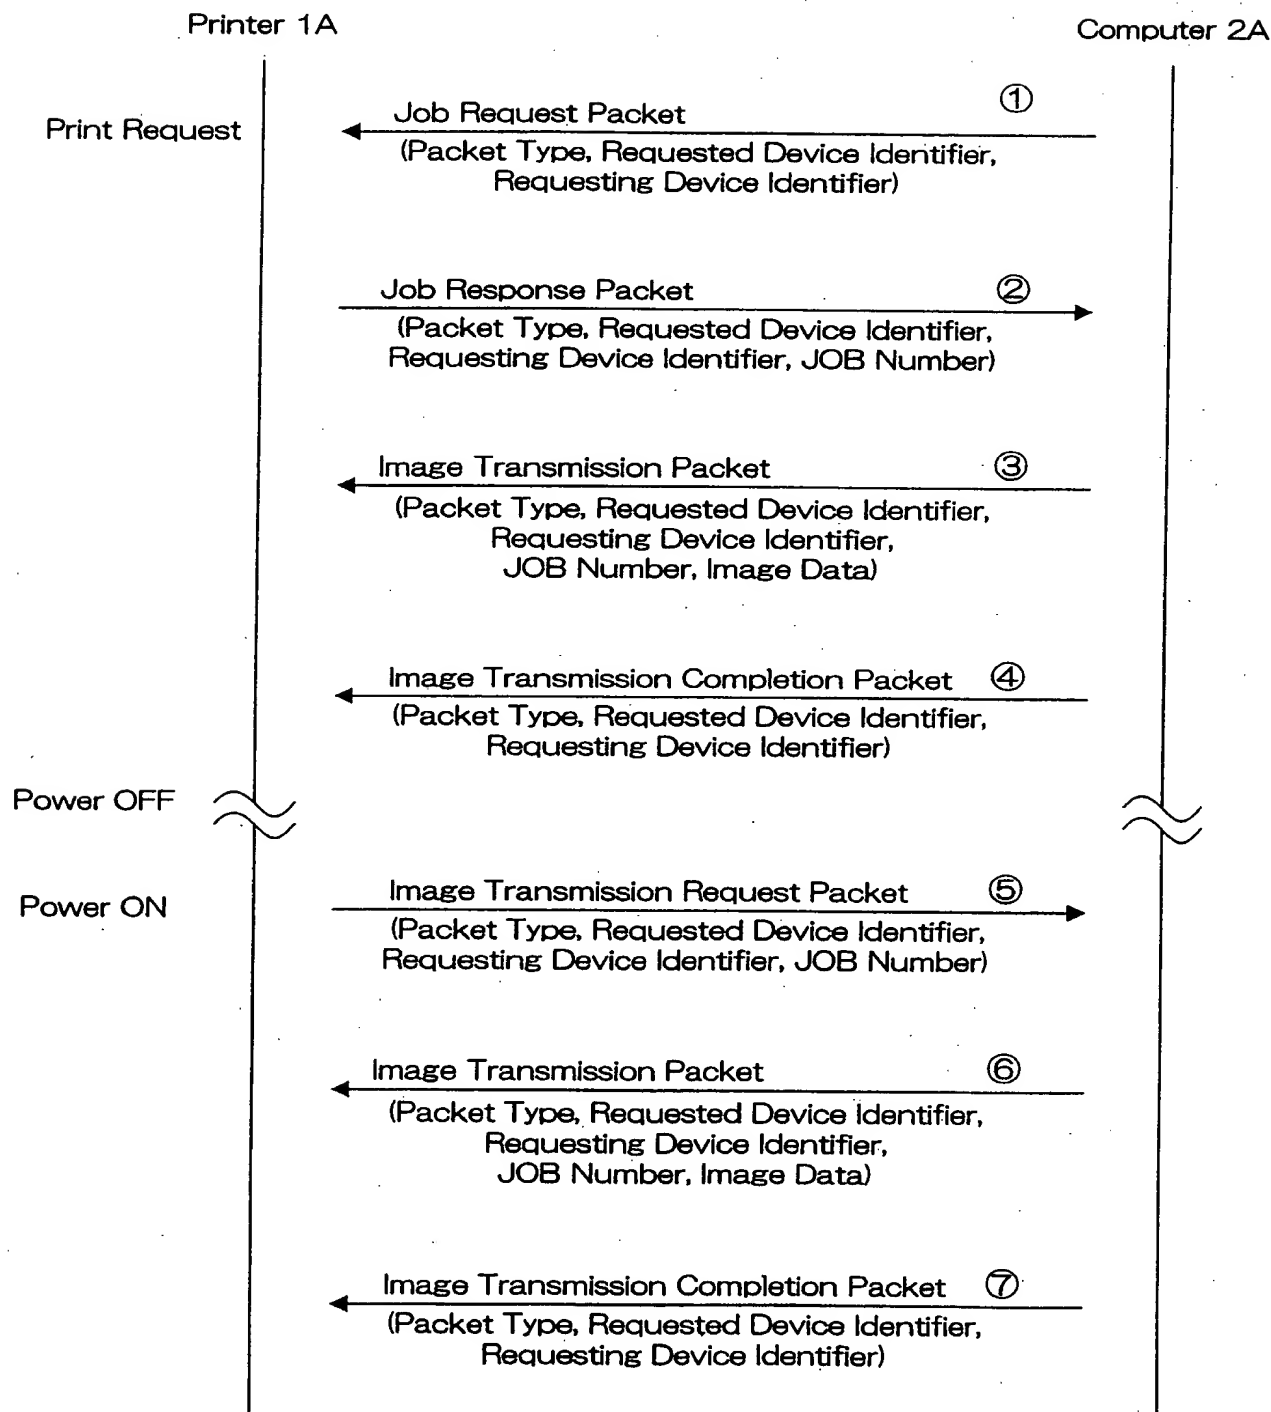 Printer 1A
Computer 2A
Print Request
Job Request Packet ①
(Packet Type, Requested Device Identifier,
Requesting Device Identifier)
Job Response Packet ②
(Packet Type, Requested Device Identifier,
Requesting Device Identifier, JOB Number)
Image Transmission Packet ③
(Packet Type, Requested Device Identifier,
Requesting Device Identifier,
JOB Number, Image Data)
Image Transmission Completion Packet ④
(Packet Type, Requested Device Identifier,
Requesting Device Identifier)
Power OFF
Power ON
Image Transmission Request Packet ⑤
(Packet Type, Requested Device Identifier,
Requesting Device Identifier, JOB Number)
Image Transmission Packet ⑥
(Packet Type, Requested Device Identifier,
Requesting Device Identifier,
JOB Number, Image Data)
Image Transmission Completion Packet ⑦
(Packet Type, Requested Device Identifier,
Requesting Device Identifier)